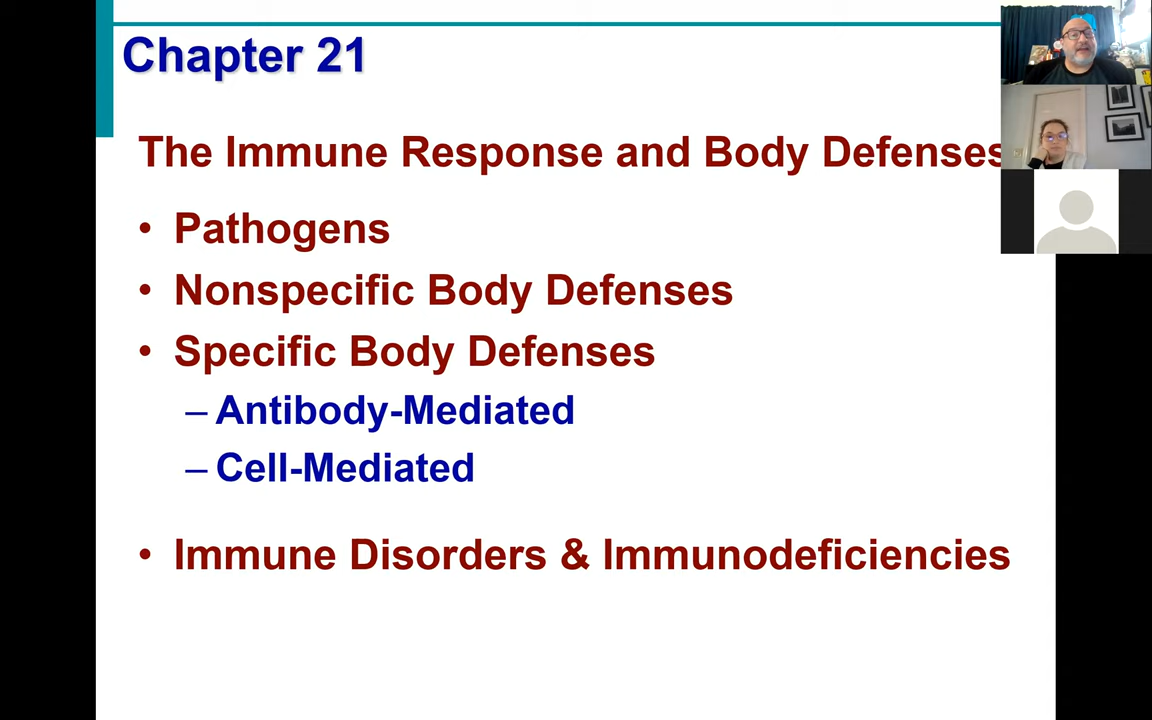 Chapter 21
The Immune Response and Body Defenses
• Pathogens
• Nonspecific Body Defenses
• Specific Body Defenses
– Antibody-Mediated
– Cell-Mediated
• Immune Disorders & Immunodeficiencies